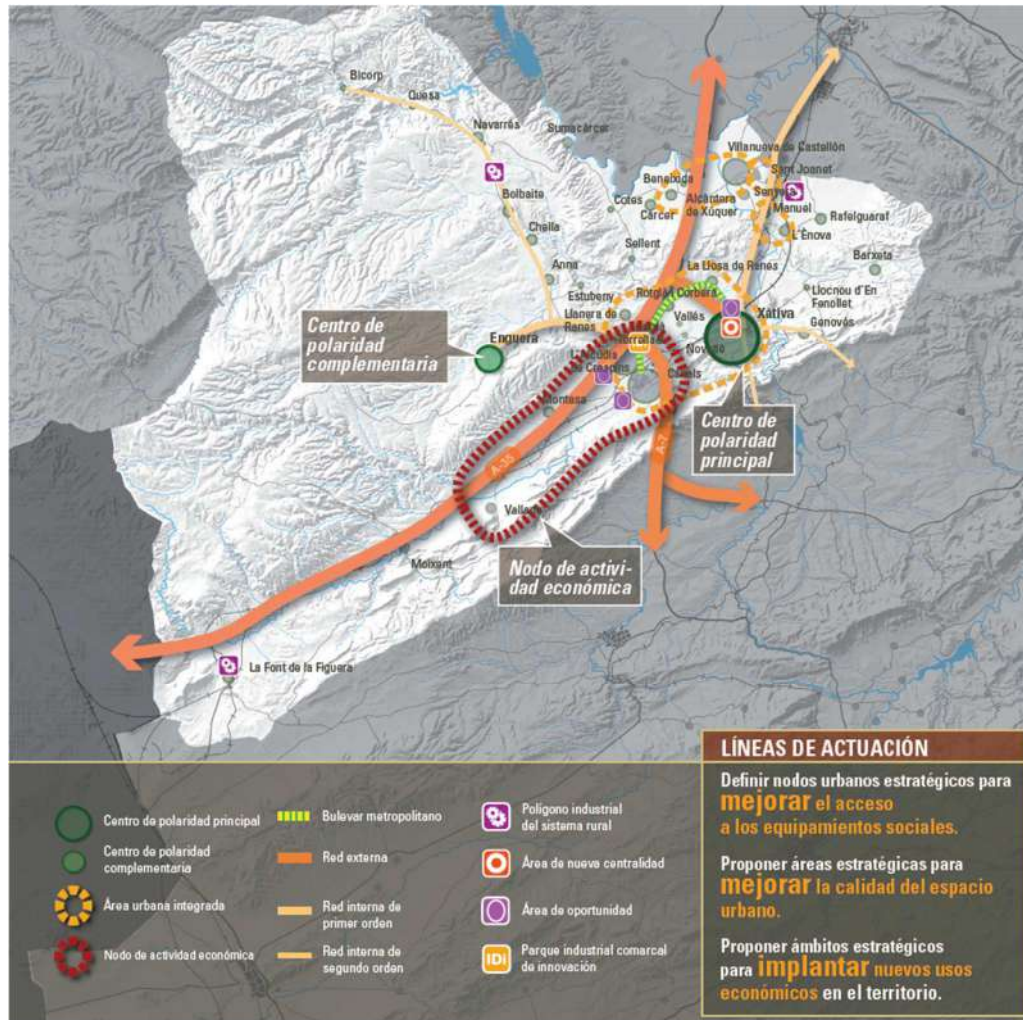 Bicorp
Quesa
Navarrés
Sumacàrcer
Bolbaite
Chella
Anna
Estubeny
Enguera
Centro de
polaridad
complementaria
Villanueva de Castellón
Sant Joanet
Beneixida
Senyera
Alcàntera
de Xúquer
Manuel
Cotes
Càrcer
Rafelguaraf
L'Ènova
Sellent
Barxeta
La Llosa de Ranes
Rotglà i Corberà
Llocnou d'En
Fenollet
Llanera de
Ranes
Vallés
Xàtiva
Genovés
Torrella
Novetlè
L'Alcúdia
de Crespins
Canals
Montesa
Centro de
polaridad
principal
A-35
A-7
Vallada
Nodo de activi-
dad económica
Moixent
La Font de la Figuera
Centro de polaridad principal
Centro de polaridad
complementaria
Área urbana integrada
Nodo de actividad económica
Bulevar metropolitano
Red externa
Red interna de
primer orden
Red interna de
segundo orden
Polígono industrial
del sistema rural
Área de nueva centralidad
Área de oportunidad
IDi
Parque industrial comarcal
de innovación
LÍNEAS DE ACTUACIÓN
Definir nodos urbanos estratégicos para
mejorar el acceso
a los equipamientos sociales.
Proponer áreas estratégicas para
mejorar la calidad del espacio
urbano.
Proponer ámbitos estratégicos
para implantar nuevos usos
económicos en el territorio.